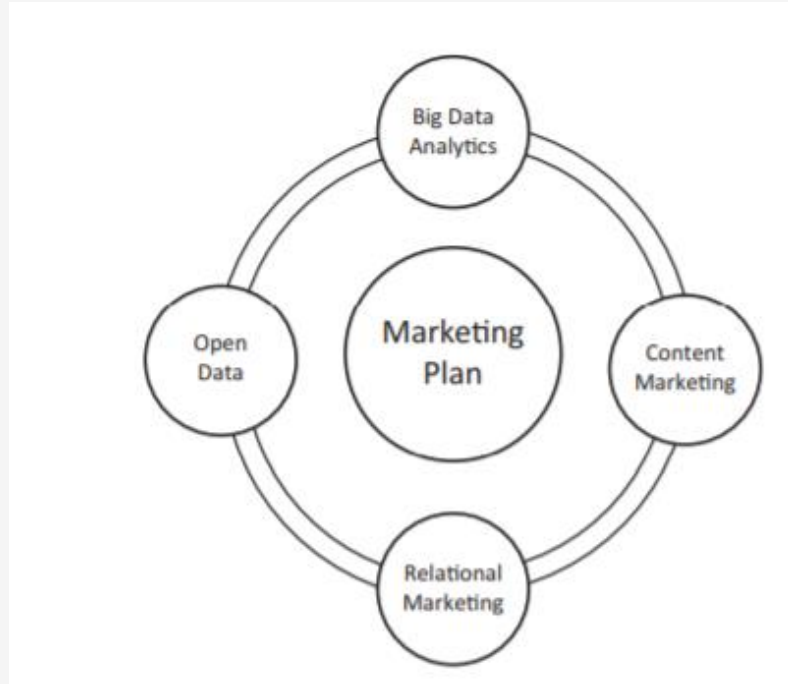 Big Data
Analytics
Open
Data
Marketing
Plan
Content
Marketing
Relational
Marketing